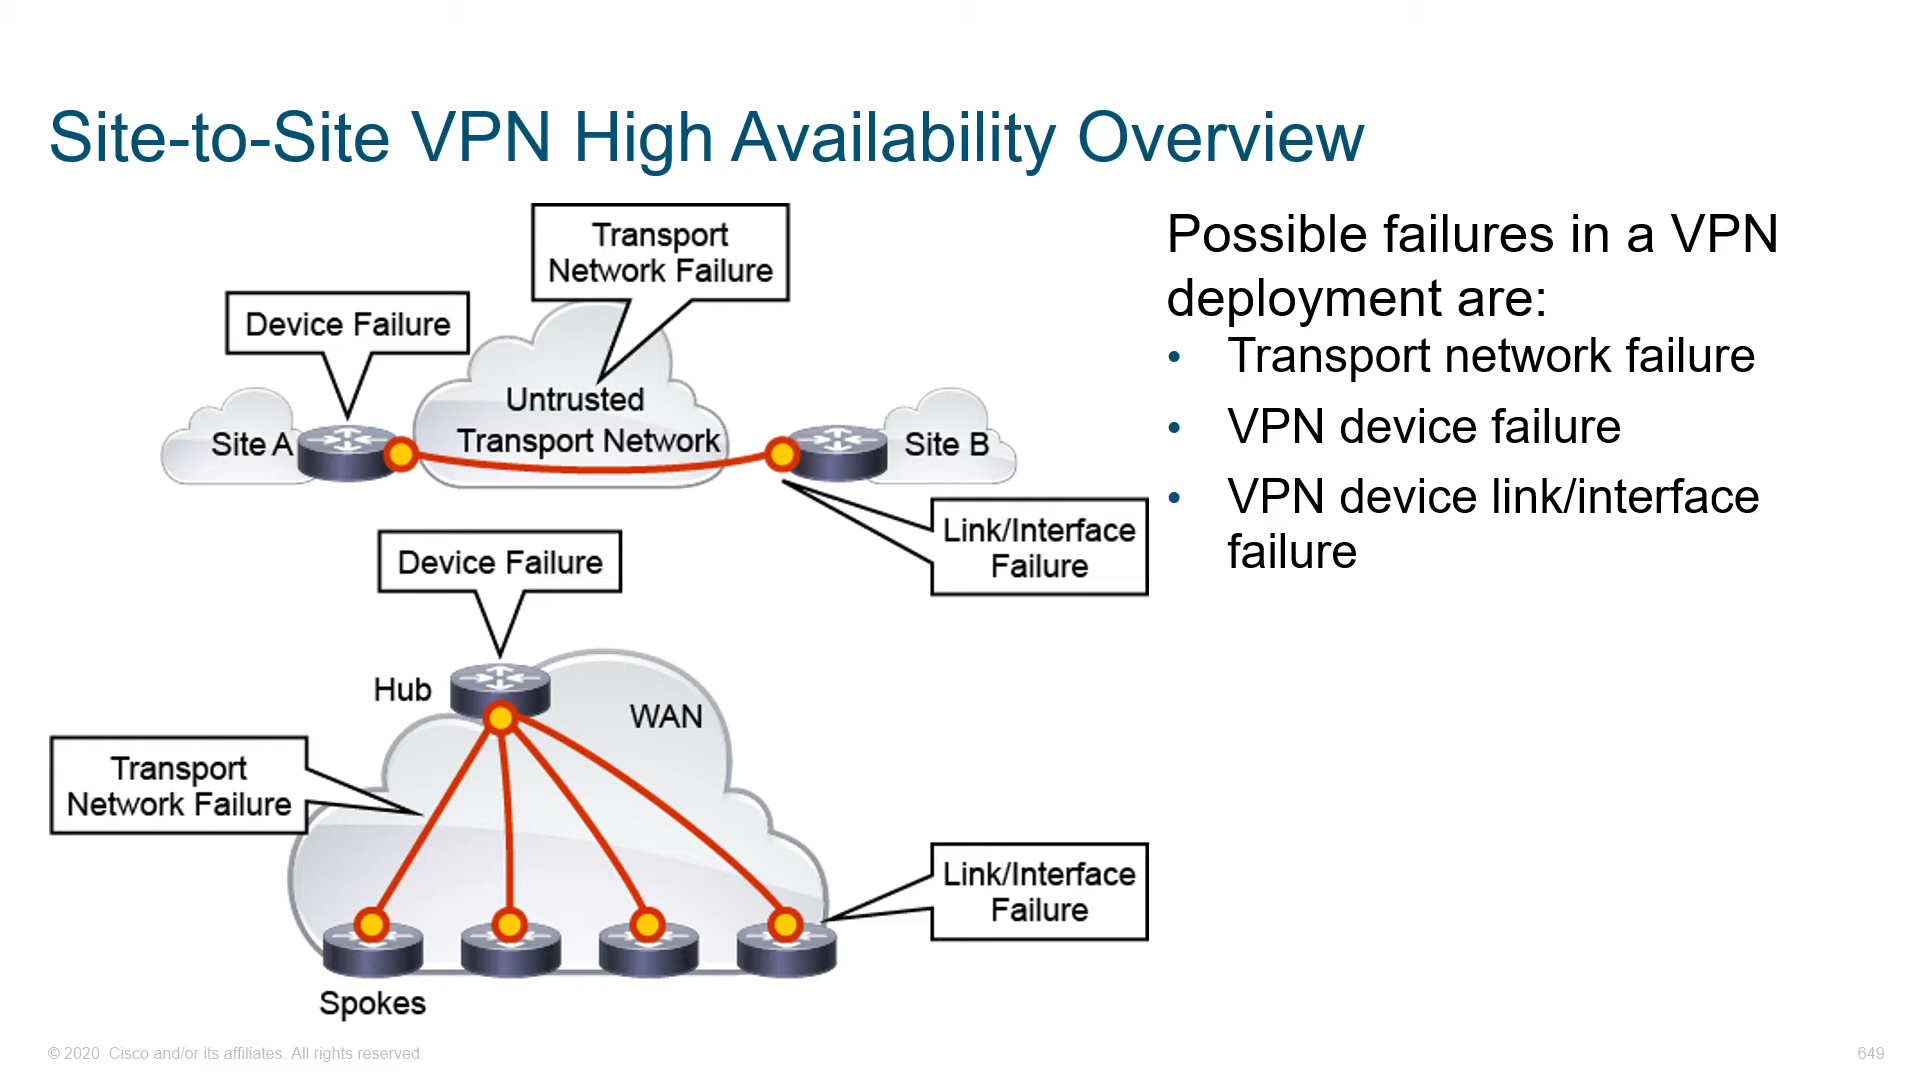 Site-to-Site VPN High Availability Overview
Transport
Network Failure
Device Failure
Untrusted
Transport Network
Site A
Site B
Link/Interface
Failure
Device Failure
Hub
WAN
Transport
Network Failure
Link/Interface
Failure
Spokes
Possible failures in a VPN
deployment are:
• Transport network failure
• VPN device failure
• VPN device link/interface
failure
© 2020 Cisco and/or its affiliates. All rights reserved.
649